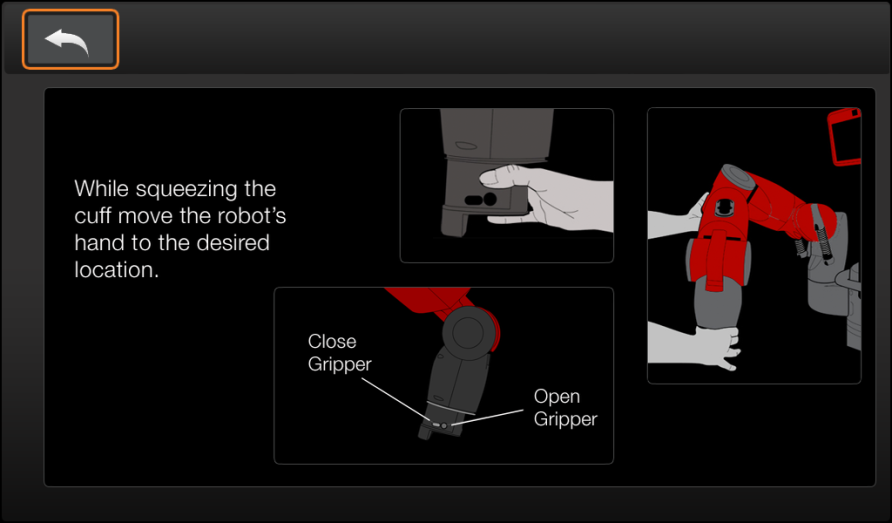 While squeezing the
cuff move the robot's
hand to the desired
location.
Close
Gripper
Open
Gripper